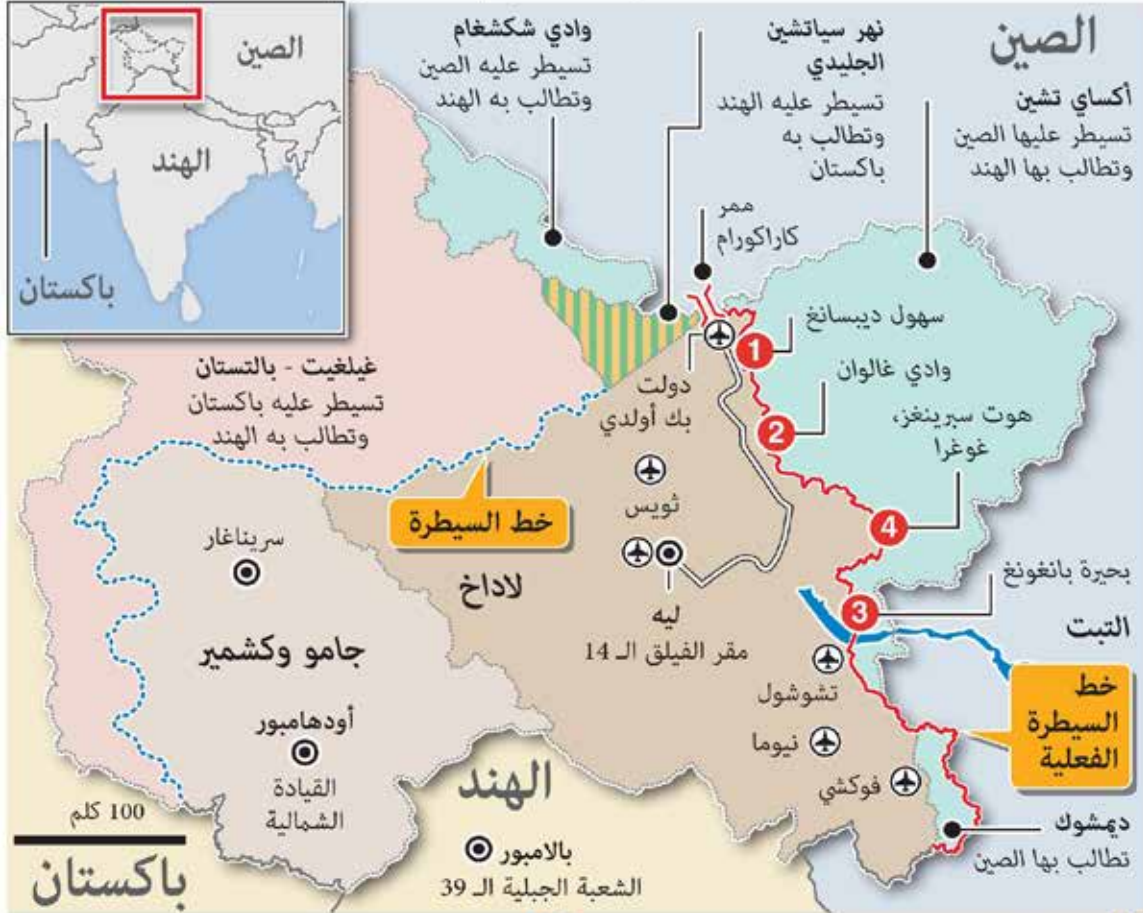 الصين
الهند
باكستان
وادي شكشغام
تسيطر عليه الصين
وتطالب به الهند
نهر سياتشين
الجليدي
تسيطر عليه الهند
وتطالب به
باكستان
الصين
أكساي تشين
تسيطر عليها الصين
وتطالب بها الهند
ممر
كاراكورام
سهول ديبسانغ
1
وادي غالوان
2
هوت سبرينغز،
غوغرا
4
بحيرة بانغونغ
3
التبت
خط
السيطرة
الفعلية
ديمشوك
تطالب بها الصين
دولت
بك أولدي
ثويس
ليه
مقر الفيلق الـ 14
تشوشول
نيوما
فوكشي
لاداخ
غيلغيت - بالتستان
تسيطر عليه باكستان
وتطالب به الهند
خط السيطرة
سريناغار
جامو وكشمير
أودهامبور
القيادة
الشمالية
الهند
بالامبور
الشعبة الجبلية الـ 39
100 كلم
باكستان